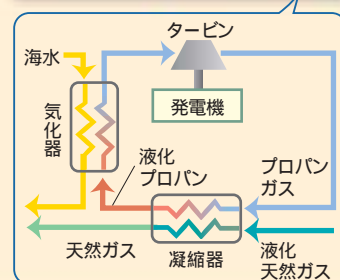 タービン
海水
発電機
気化器
液化
プロパン
プロパン
ガス
天然ガス
凝縮器
液化
天然ガス